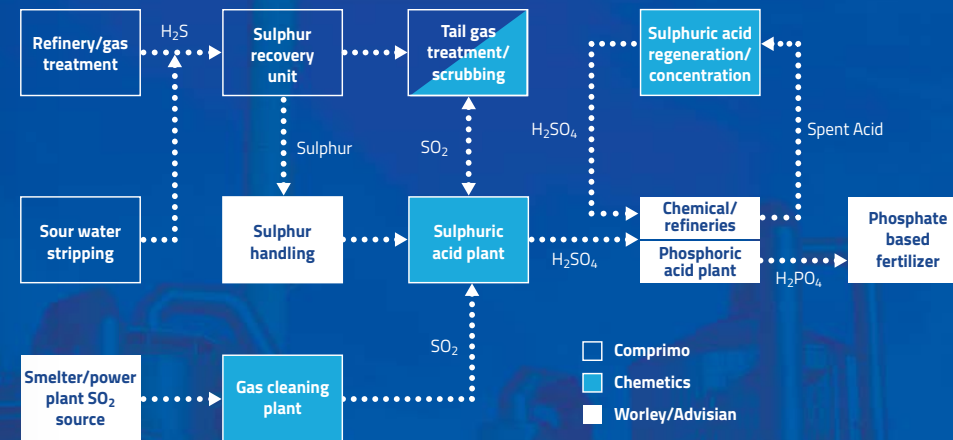 Refinery/gas
treatment
H₂S
Sulphur
recovery
unit
Tail gas
treatment/
scrubbing
Sulphuric acid
regeneration/
concentration
H₂SO₄
Spent Acid
Sulphur
SO₂
Sour water
stripping
Sulphur
handling
Sulphuric
acid plant
H₂SO₄
Chemical/
refineries
Phosphoric
acid plant
H₂PO₄
Phosphate
based
fertilizer
SO₂
Smelter/power
plant SO₂
source
Gas cleaning
plant
Comprimo
Chemetics
Worley/Advisian